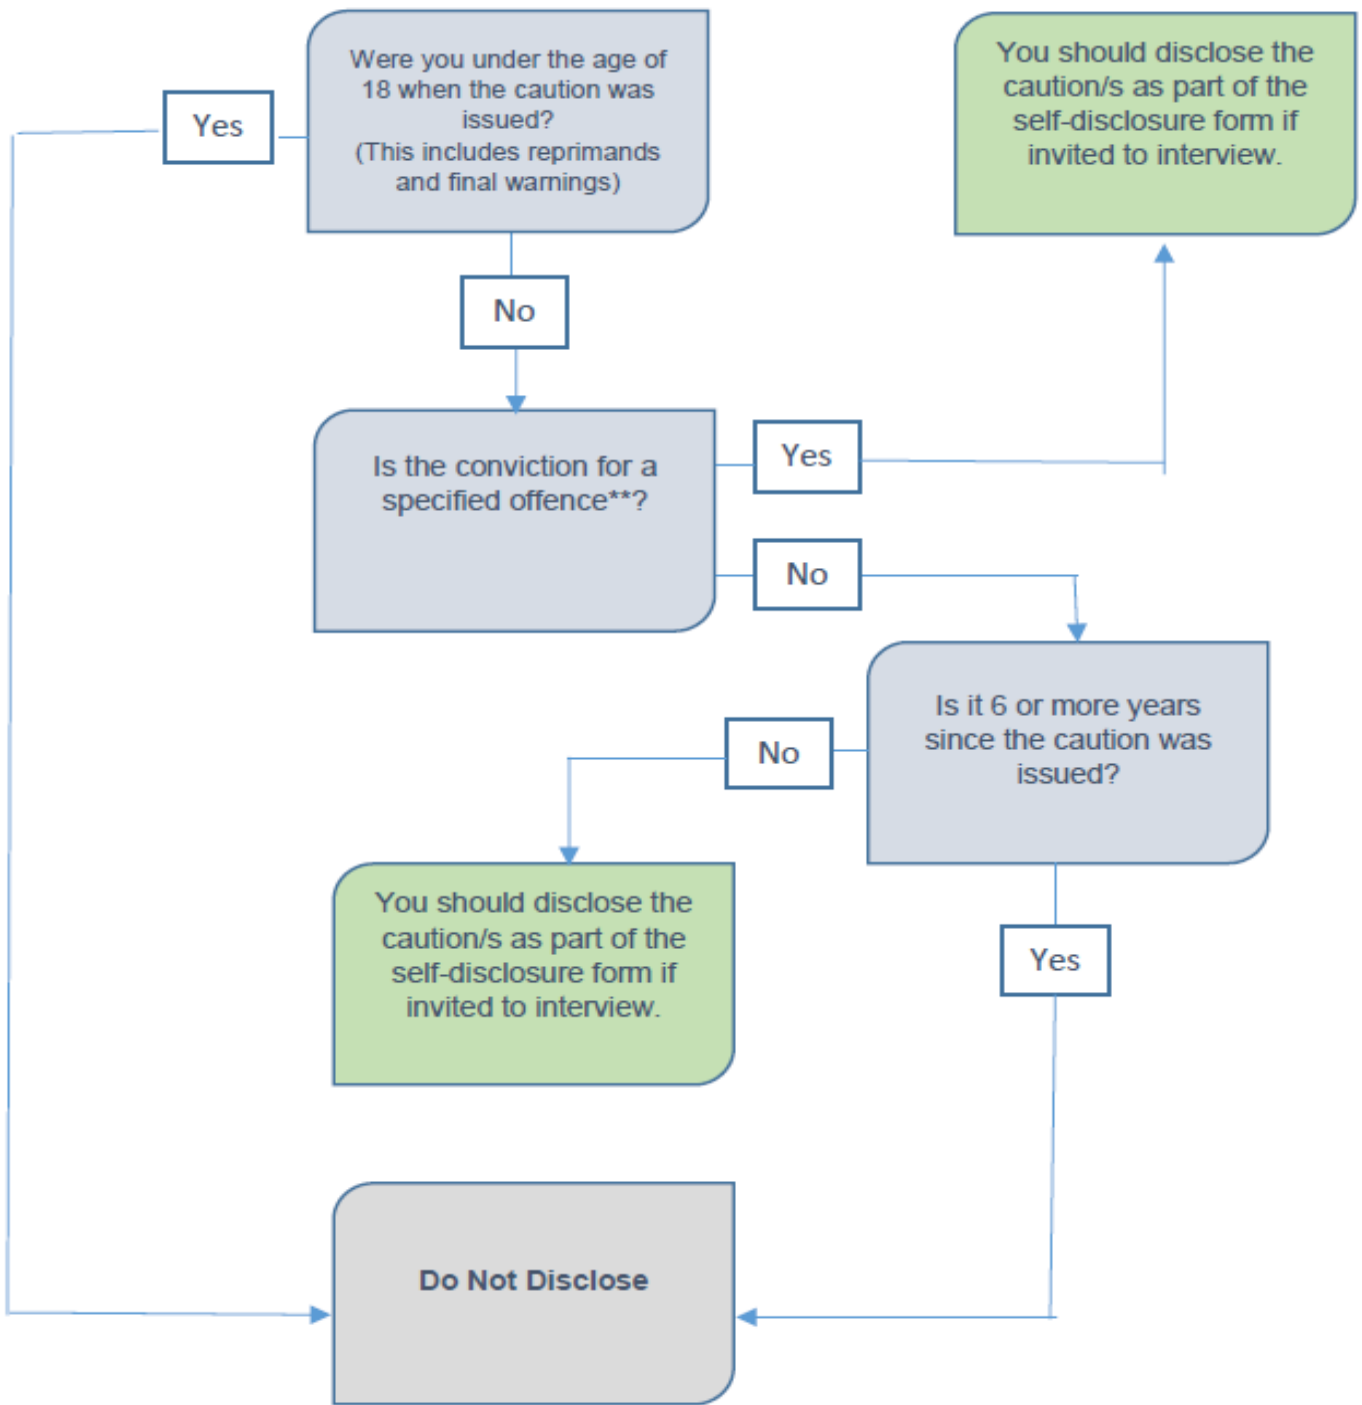 Were you under the age of
18 when the caution was
issued?
(This includes reprimands
and final warnings)
You should disclose the
caution/s as part of the
self-disclosure form if
invited to interview.
Yes
No
Is the conviction for a
specified offence**?
Yes
No
Is it 6 or more years
since the caution was
issued?
No
You should disclose the
caution/s as part of the
self-disclosure form if
invited to interview.
Yes
Do Not Disclose